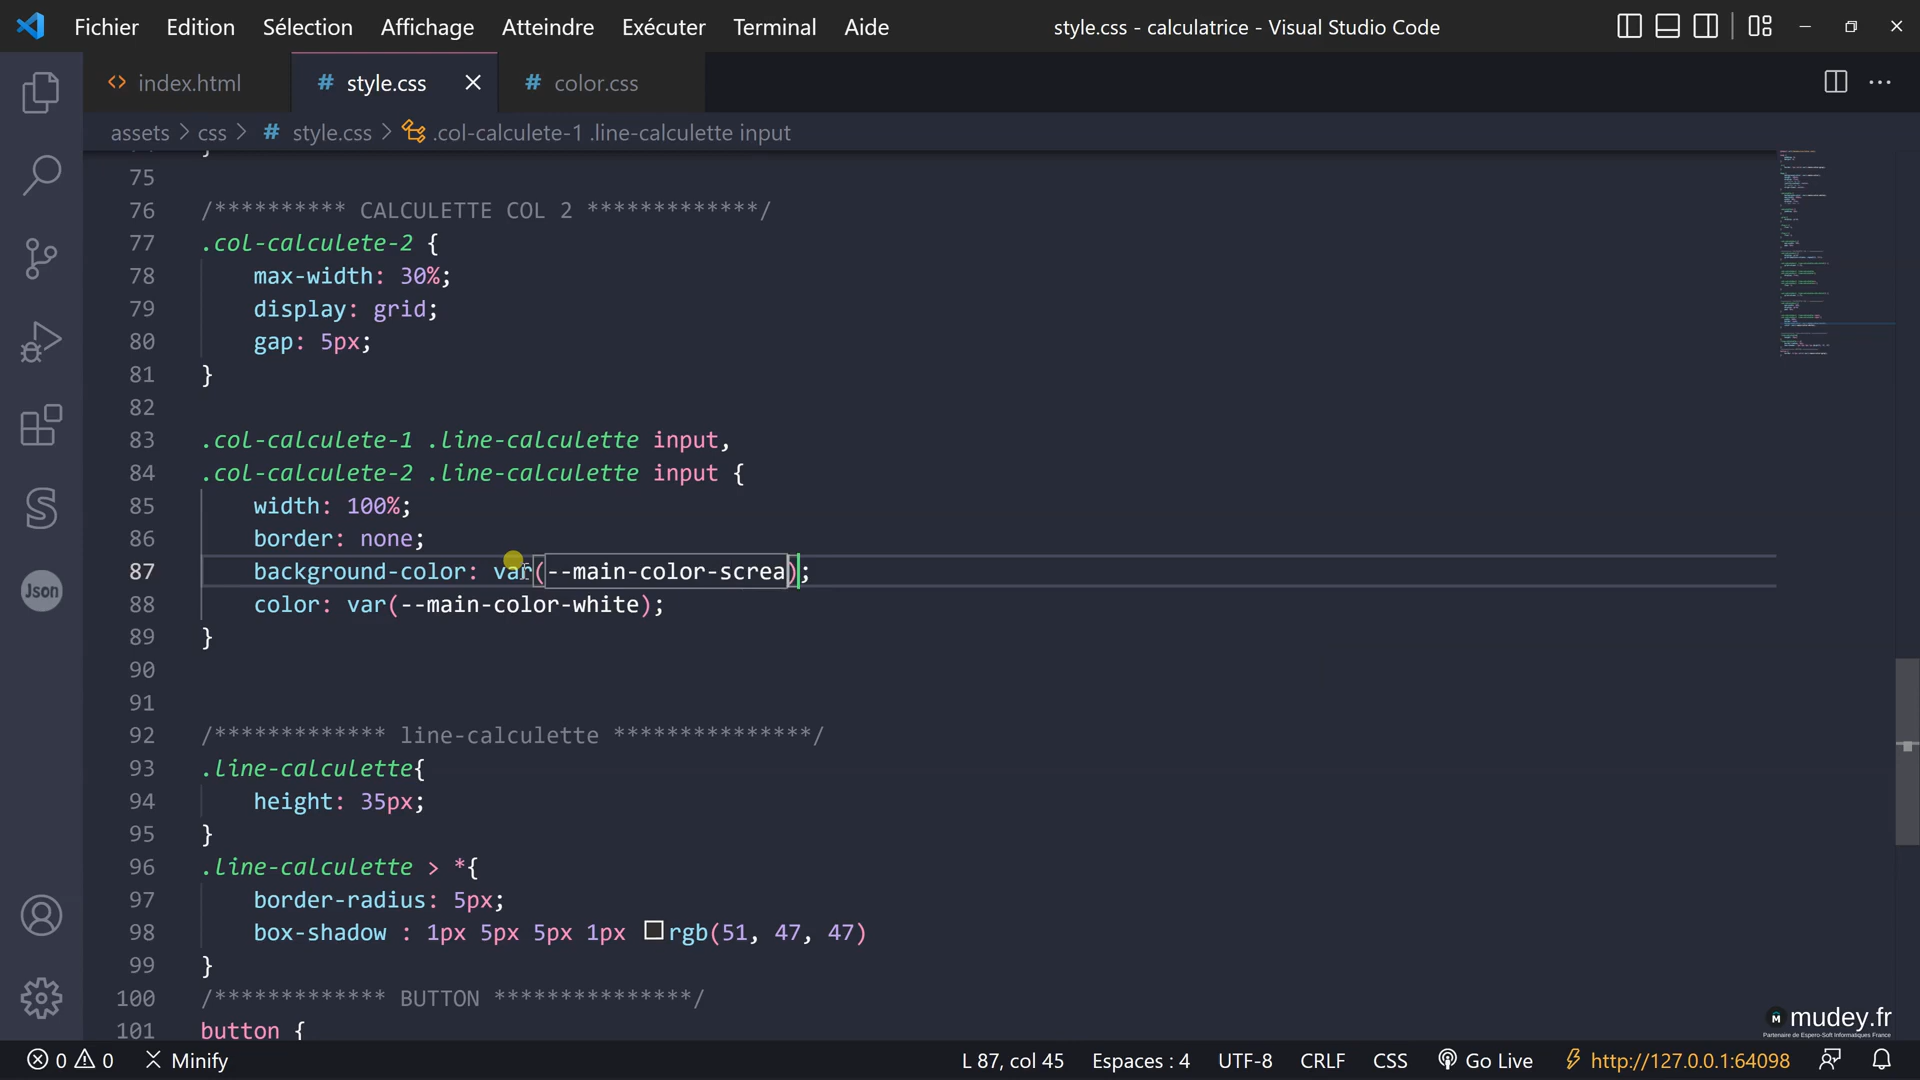 Fichier Edition Sélection Affichage Atteindre Exécuter Terminal Aide style.css - calculatrice - Visual Studio Code
index.html # style.css # color.css
assets > css > # style.css > .col-calculete-1 .line-calculette input
75
76 /********** CALCULETTE COL 2 *************/
77 .col-calculete-2 {
78 max-width: 30%;
79 display: grid;
80 gap: 5px;
81 }
82
83 .col-calculete-1 .line-calculette input,
84 .col-calculete-2 .line-calculette input {
85 width: 100%;
86 border: none;
87 background-color: var(--main-color-screa);
88 color: var(--main-color-white);
89 }
90
91
92 /************* line-calculette ***************/
93 .line-calculette{
94 height: 35px;
95 }
96 .line-calculette > *{
97 border-radius: 5px;
98 box-shadow : 1px 5px 5px 1px rgb(51, 47, 47)
99 }
100 /************* BUTTON ***************/
101 button {
Json
M mudey.fr
Partenaire de Espero-Soft Informatiques France
0 0 Minify L 87, col 45 Espaces : 4 UTF-8 CRLF CSS Go Live http://127.0.0.1:64098